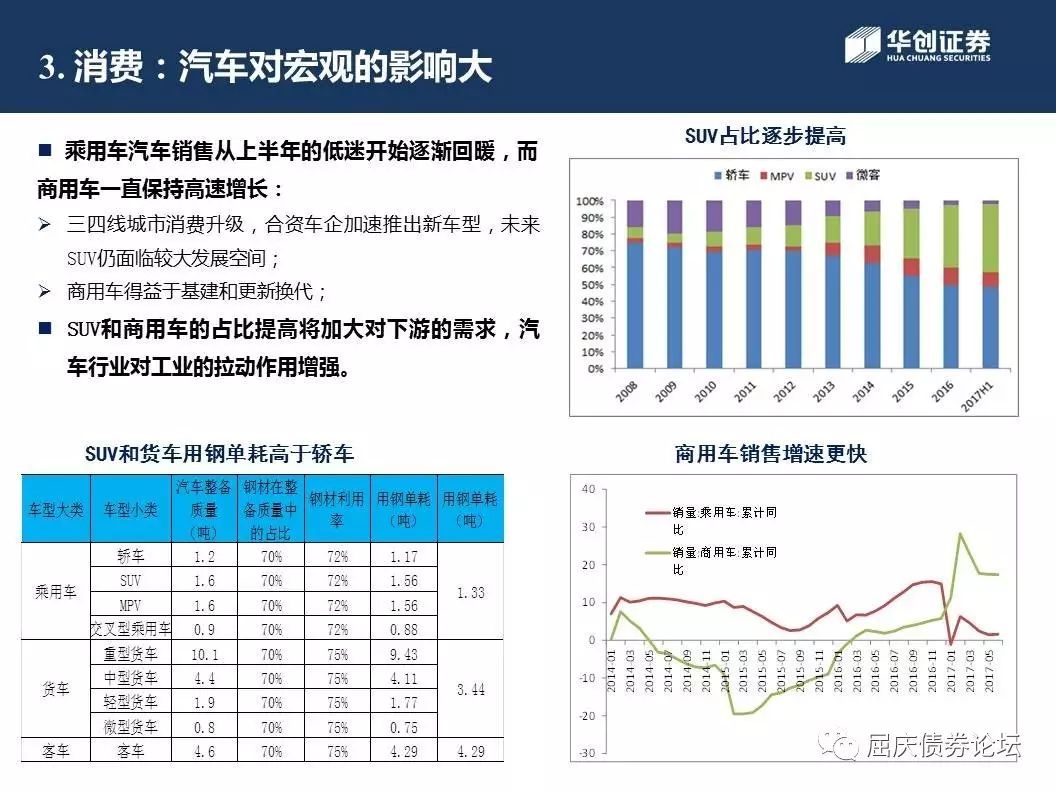 3. 消费：汽车对宏观的影响大
华创证券
HUA CHUANG SECURITIES
乘用车汽车销售从上半年的低迷开始逐渐回暖，而
商用车一直保持高速增长：
三四线城市消费升级，合资车企加速推出新车型，未来
SUV仍面临较大发展空间；
商用车得益于基建和更新换代；
SUV和商用车的占比提高将加大对下游的需求，汽
车行业对工业的拉动作用增强。
SUV占比逐步提高
轿车 MPV SUV 微客
100%
90%
80%
70%
60%
50%
40%
30%
20%
10%
0%
2008 2009 2010 2011 2012 2013 2014 2015 2016 2017H1
SUV和货车用钢单耗高于轿车
车型大类 车型小类 汽车整备质量（吨） 钢材在整备质量中的占比 钢材利用率 用钢单耗（吨） 用钢单耗（吨）
乘用车 轿车 1.2 70% 72% 1.17 1.33
SUV 1.6 70% 72% 1.56
MPV 1.6 70% 72% 1.56
交叉型乘用车 0.9 70% 72% 0.88
货车 重型货车 10.1 70% 75% 9.43 3.44
中型货车 4.4 70% 75% 4.11
轻型货车 1.9 70% 75% 1.77
微型货车 0.8 70% 75% 0.75
客车 客车 4.6 70% 75% 4.29 4.29
商用车销售增速更快
销量:乘用车:累计同
比
销量:商用车:累计同
比
40
30
20
10
0
-10
-20
-30
2014-01 2014-03 2014-05 2014-07 2014-09 2014-11 2015-01 2015-03 2015-05 2015-07 2015-09 2015-11 2016-01 2016-03 2016-05 2016-07 2016-09 2016-11 2017-01 2017-03 2017-05
屈庆债券论坛